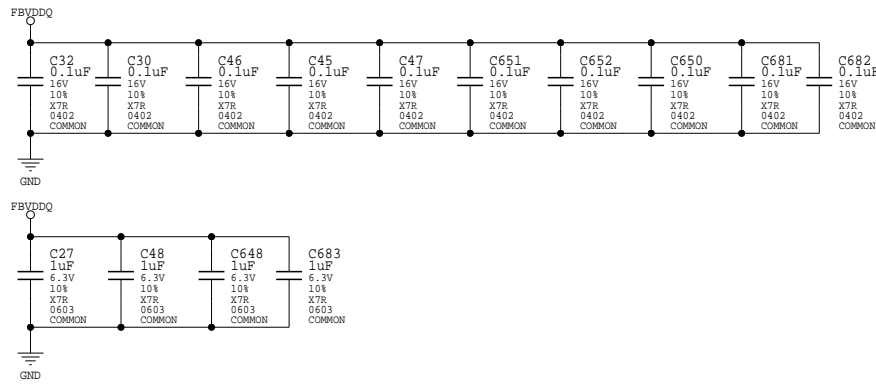 FBVDDQ
C32
0.1uF
16V
10%
X7R
0402
COMMON
C30
0.1uF
16V
10%
X7R
0402
COMMON
C46
0.1uF
16V
10%
X7R
0402
COMMON
C45
0.1uF
16V
10%
X7R
0402
COMMON
C47
0.1uF
16V
10%
X7R
0402
COMMON
C651
0.1uF
16V
10%
X7R
0402
COMMON
C652
0.1uF
16V
10%
X7R
0402
COMMON
C650
0.1uF
16V
10%
X7R
0402
COMMON
C681
0.1uF
16V
10%
X7R
0402
COMMON
C682
0.1uF
16V
10%
X7R
0402
COMMON
GND
FBVDDQ
C27
1uF
6.3V
10%
X7R
0603
COMMON
C48
1uF
6.3V
10%
X7R
0603
COMMON
C648
1uF
6.3V
10%
X7R
0603
COMMON
C683
1uF
6.3V
10%
X7R
0603
COMMON
GND